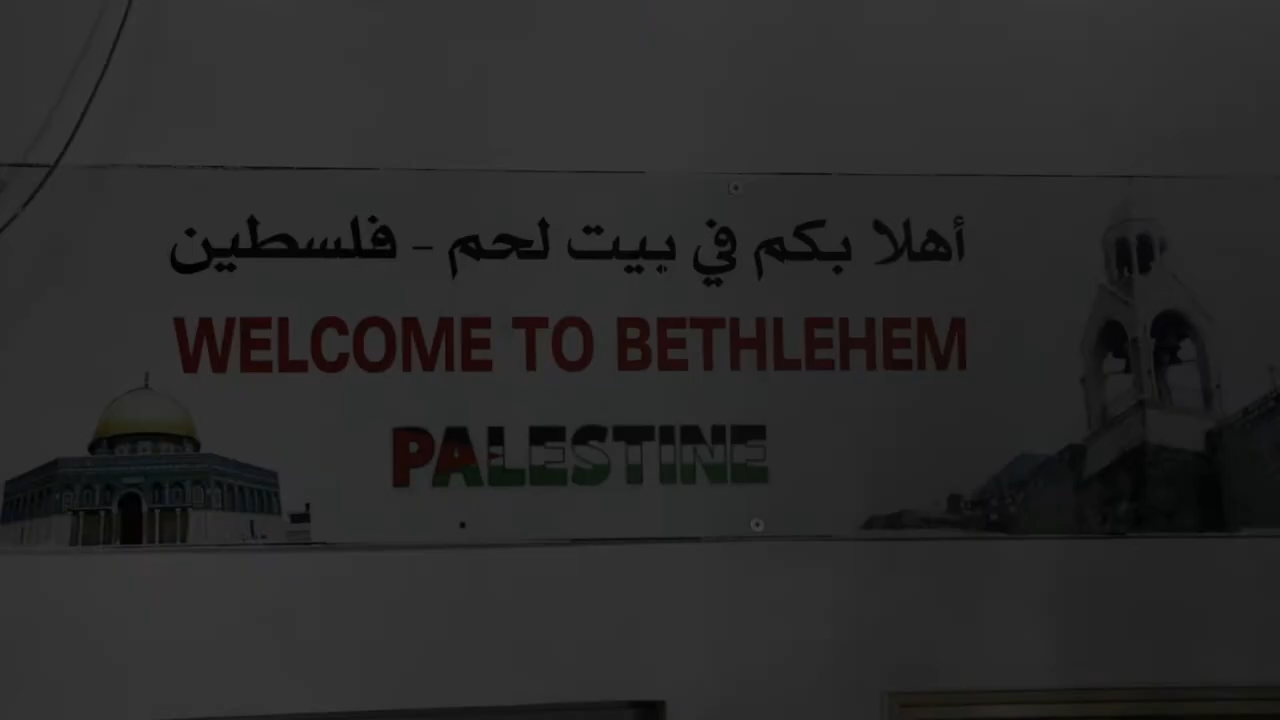 أهلا بكم في بيت لحم - فلسطين
WELCOME TO BETHLEHEM
PALESTINE